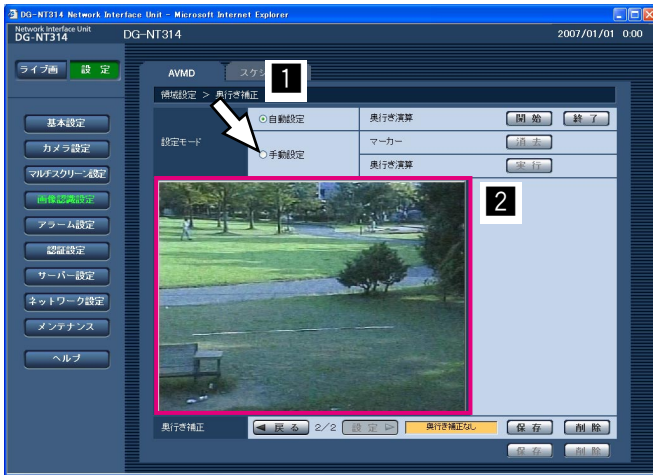 DG-NT314 Network Interface Unit - Microsoft Internet Explorer
Network Interface Unit
DG-NT314
DG-NT314
2007/01/01 0:00
ライブ画 設 定
AVMD
1
領域設定 > 奥行き補正
設定モード
自動設定
奥行き演算
開 始
終 了
マーカー
消 去
手動設定
奥行き演算
実 行
2
基本設定
カメラ設定
マルチスクリーン設定
画像認識設定
アラーム設定
認証設定
サーバー設定
ネットワーク設定
メンテナンス
ヘルプ
奥行き補正
戻 る 2/2 設 定
奥行き補正なし
保 存
削 除
保 存
削 除